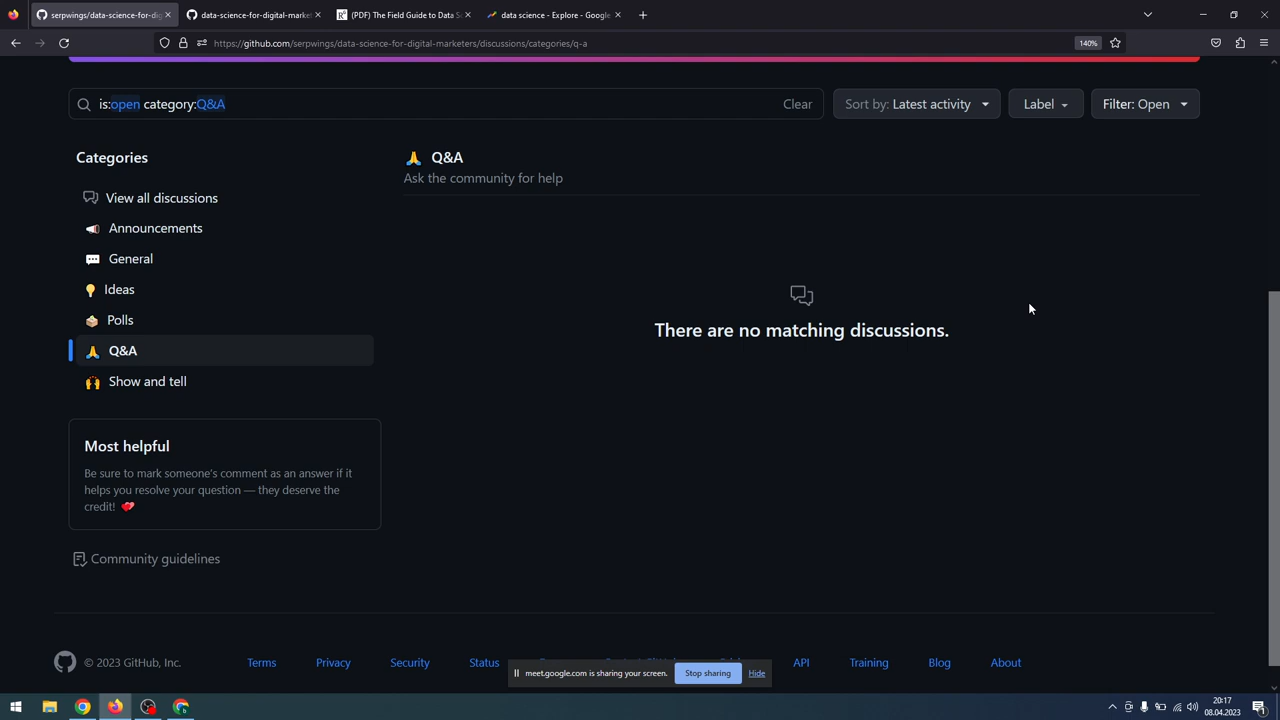 serpwings/data-science-for-dig
data-science-for-digital-market
(PDF) The Field Guide to Data S
data science - Explore - Google
https://github.com/serpwings/data-science-for-digital-marketers/discussions/categories/q-a
140%
is:open category:Q&A
Clear
Sort by: Latest activity
Label
Filter: Open
Categories
View all discussions
Announcements
General
Ideas
Polls
Q&A
Show and tell
Q&A
Ask the community for help
There are no matching discussions.
Most helpful
Be sure to mark someone's comment as an answer if it
helps you resolve your question — they deserve the
credit!
Community guidelines
© 2023 GitHub, Inc.
Terms
Privacy
Security
Status
API
Training
Blog
About
meet.google.com is sharing your screen.
Stop sharing
Hide
20:17
08.04.2023